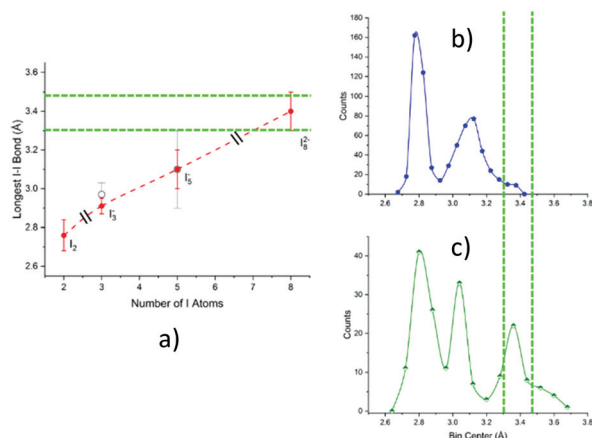 3.6
3.4
3.2
3.0
2.8
2.6
Longest I-I Bond (Å)
I₂
I₃⁻
I₅⁻
I₈²⁻
2 3 4 5 6 7 8
Number of I Atoms
a)
b)
180
160
140
120
100
80
60
40
20
0
Counts
2.6 2.8 3.0 3.2 3.4 3.6 3.8
c)
50
40
30
20
10
0
Counts
2.6 2.8 3.0 3.2 3.4 3.6 3.8
Bin Center (Å)